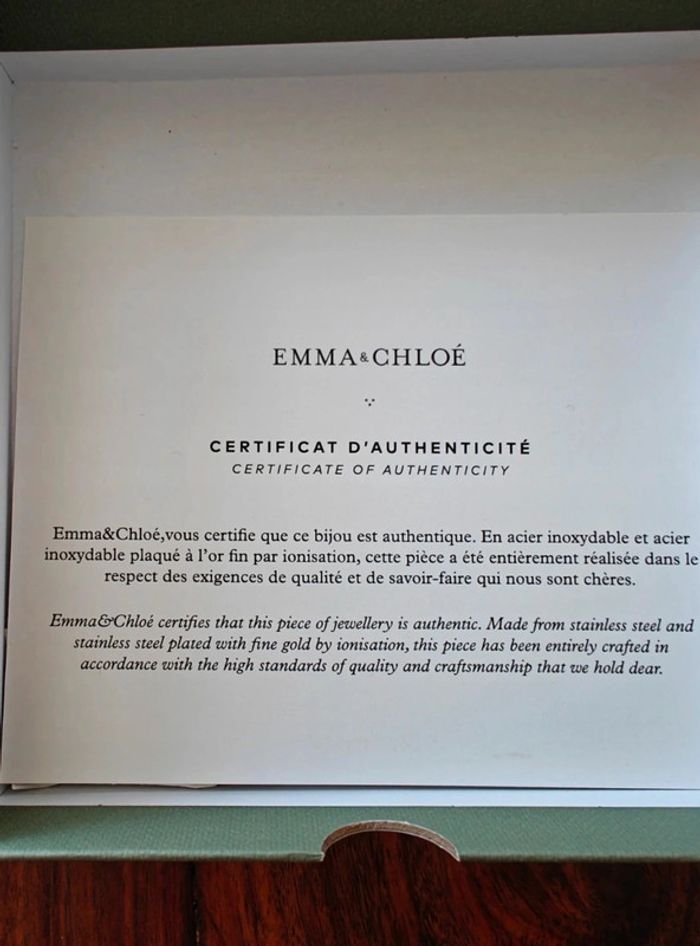 EMMA&CHLOÉ
CERTIFICAT D'AUTHENTICITÉ
CERTIFICATE OF AUTHENTICITY
Emma&Chloé,vous certifie que ce bijou est authentique. En acier inoxydable et acier
inoxydable plaqué à l'or fin par ionisation, cette pièce a été entièrement réalisée dans le
respect des exigences de qualité et de savoir-faire qui nous sont chères.
Emma&Chloé certifies that this piece of jewellery is authentic. Made from stainless steel and
stainless steel plated with fine gold by ionisation, this piece has been entirely crafted in
accordance with the high standards of quality and craftsmanship that we hold dear.